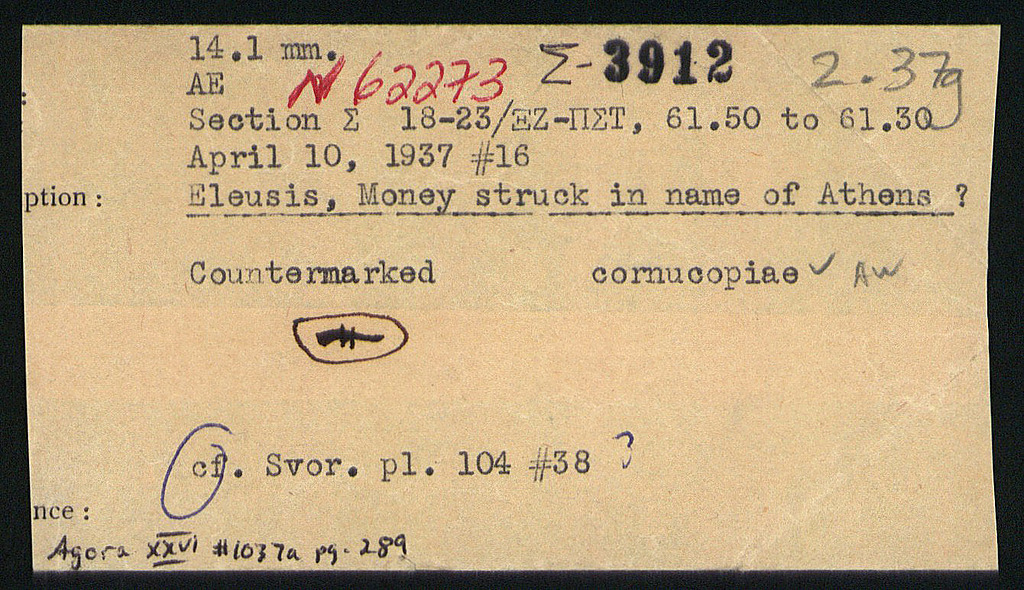 14.1 mm.
AE N 62273 Σ-3912 2.37g
: Section Σ 18-23/ΞΖ-ΠΣΤ, 61.50 to 61.30
April 10, 1937 #16
ption : Eleusis, Money struck in name of Athens ?
Countermarked cornucopiae ✓ AW
cf. Svor. pl. 104 #38
nce :
Agora XXVI #1037a pg. 289